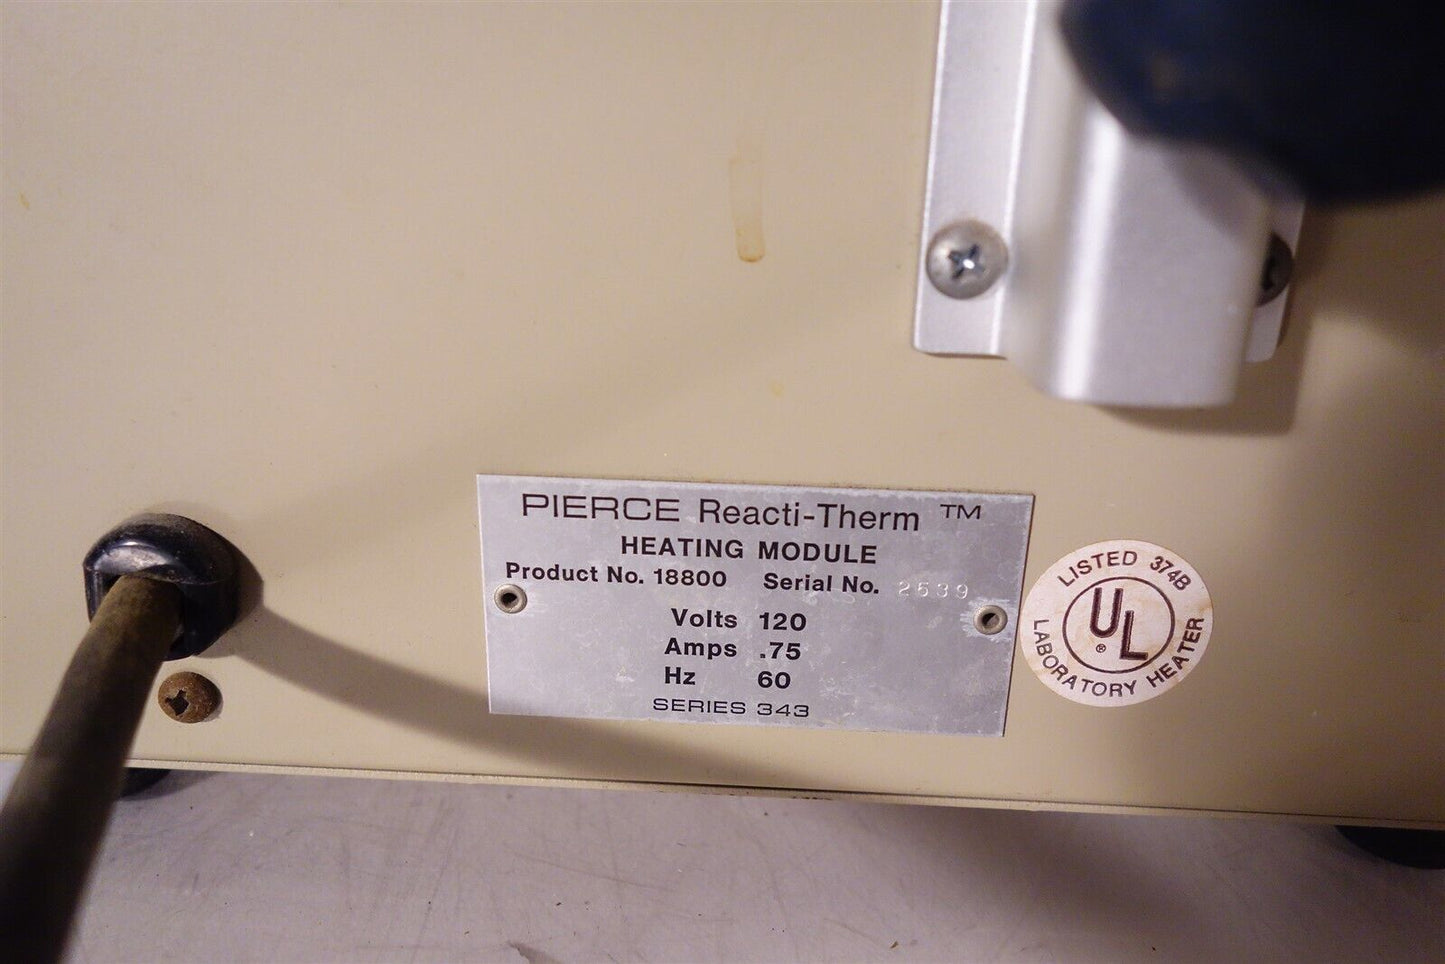 PIERCE Reacti-Therm ™
HEATING MODULE
Product No. 18800 Serial No. 2639
Volts 120
Amps .75
Hz 60
SERIES 343
LISTED 374B
UL
®
LABORATORY HEATER